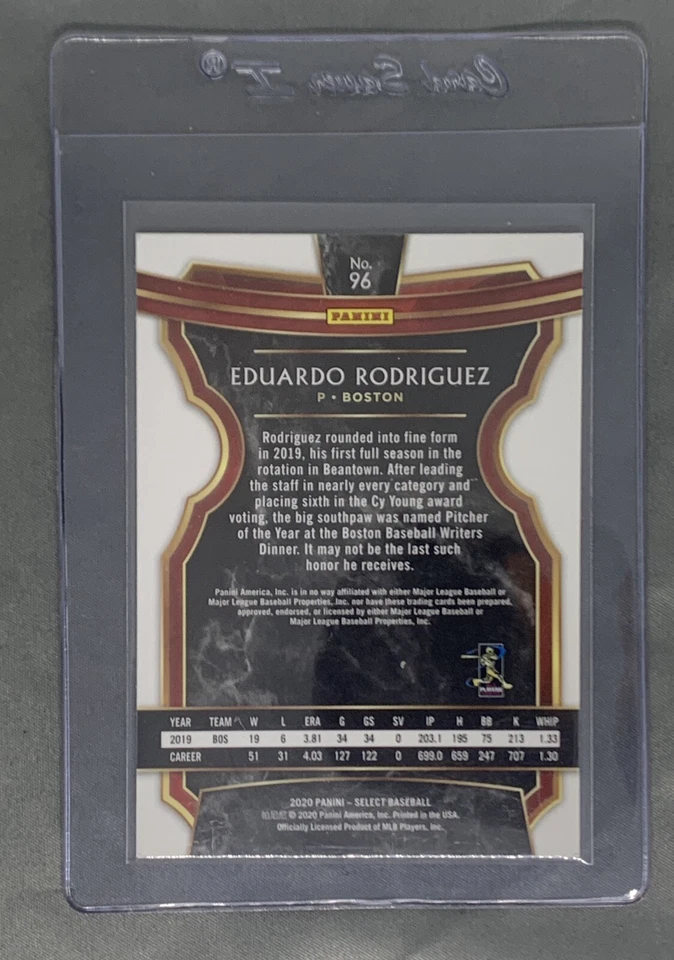 Card Saver I ®
No.
96
PANINI
EDUARDO RODRIGUEZ
P • BOSTON
Rodriguez rounded into fine form
in 2019, his first full season in the
rotation in Beantown. After leading
the staff in nearly every category and
placing sixth in the Cy Young award
voting, the big southpaw was named Pitcher
of the Year at the Boston Baseball Writers
Dinner. It may not be the last such
honor he receives.
Panini America, Inc. is in no way affiliated with either Major League Baseball or
Major League Baseball Properties, Inc. nor have these trading cards been prepared,
approved, endorsed, or licensed by either Major League Baseball or
Major League Baseball Properties, Inc.
PLAYERS
YEAR TEAM W L ERA G GS SV IP H BB K WHIP
2019 BOS 19 6 3.81 34 34 0 203.1 195 75 213 1.33
CAREER 51 31 4.03 127 122 0 699.0 659 247 707 1.30
2020 PANINI – SELECT BASEBALL
© 2020 Panini America, Inc. Printed in the USA.
Officially Licensed Product of MLB Players, Inc.